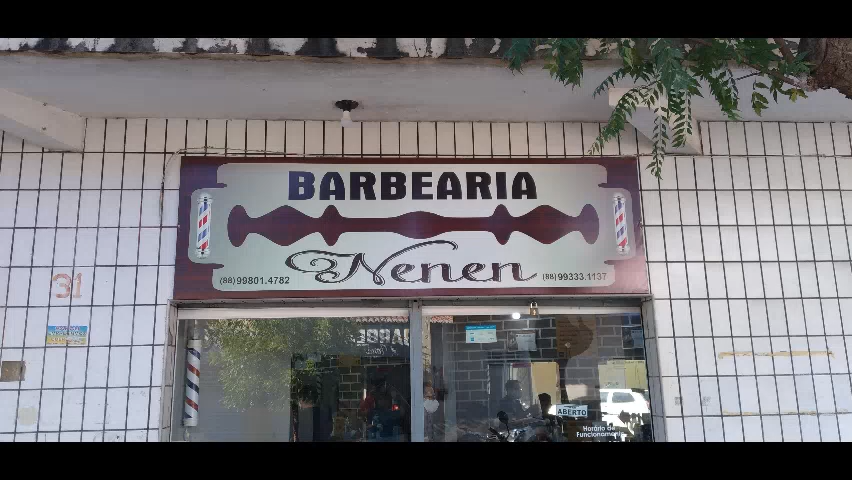 BARBEARIA
Nenen
(88) 99801.4782
(88) 99333.1137
31
ABERTO
Horário de
Funcionamento